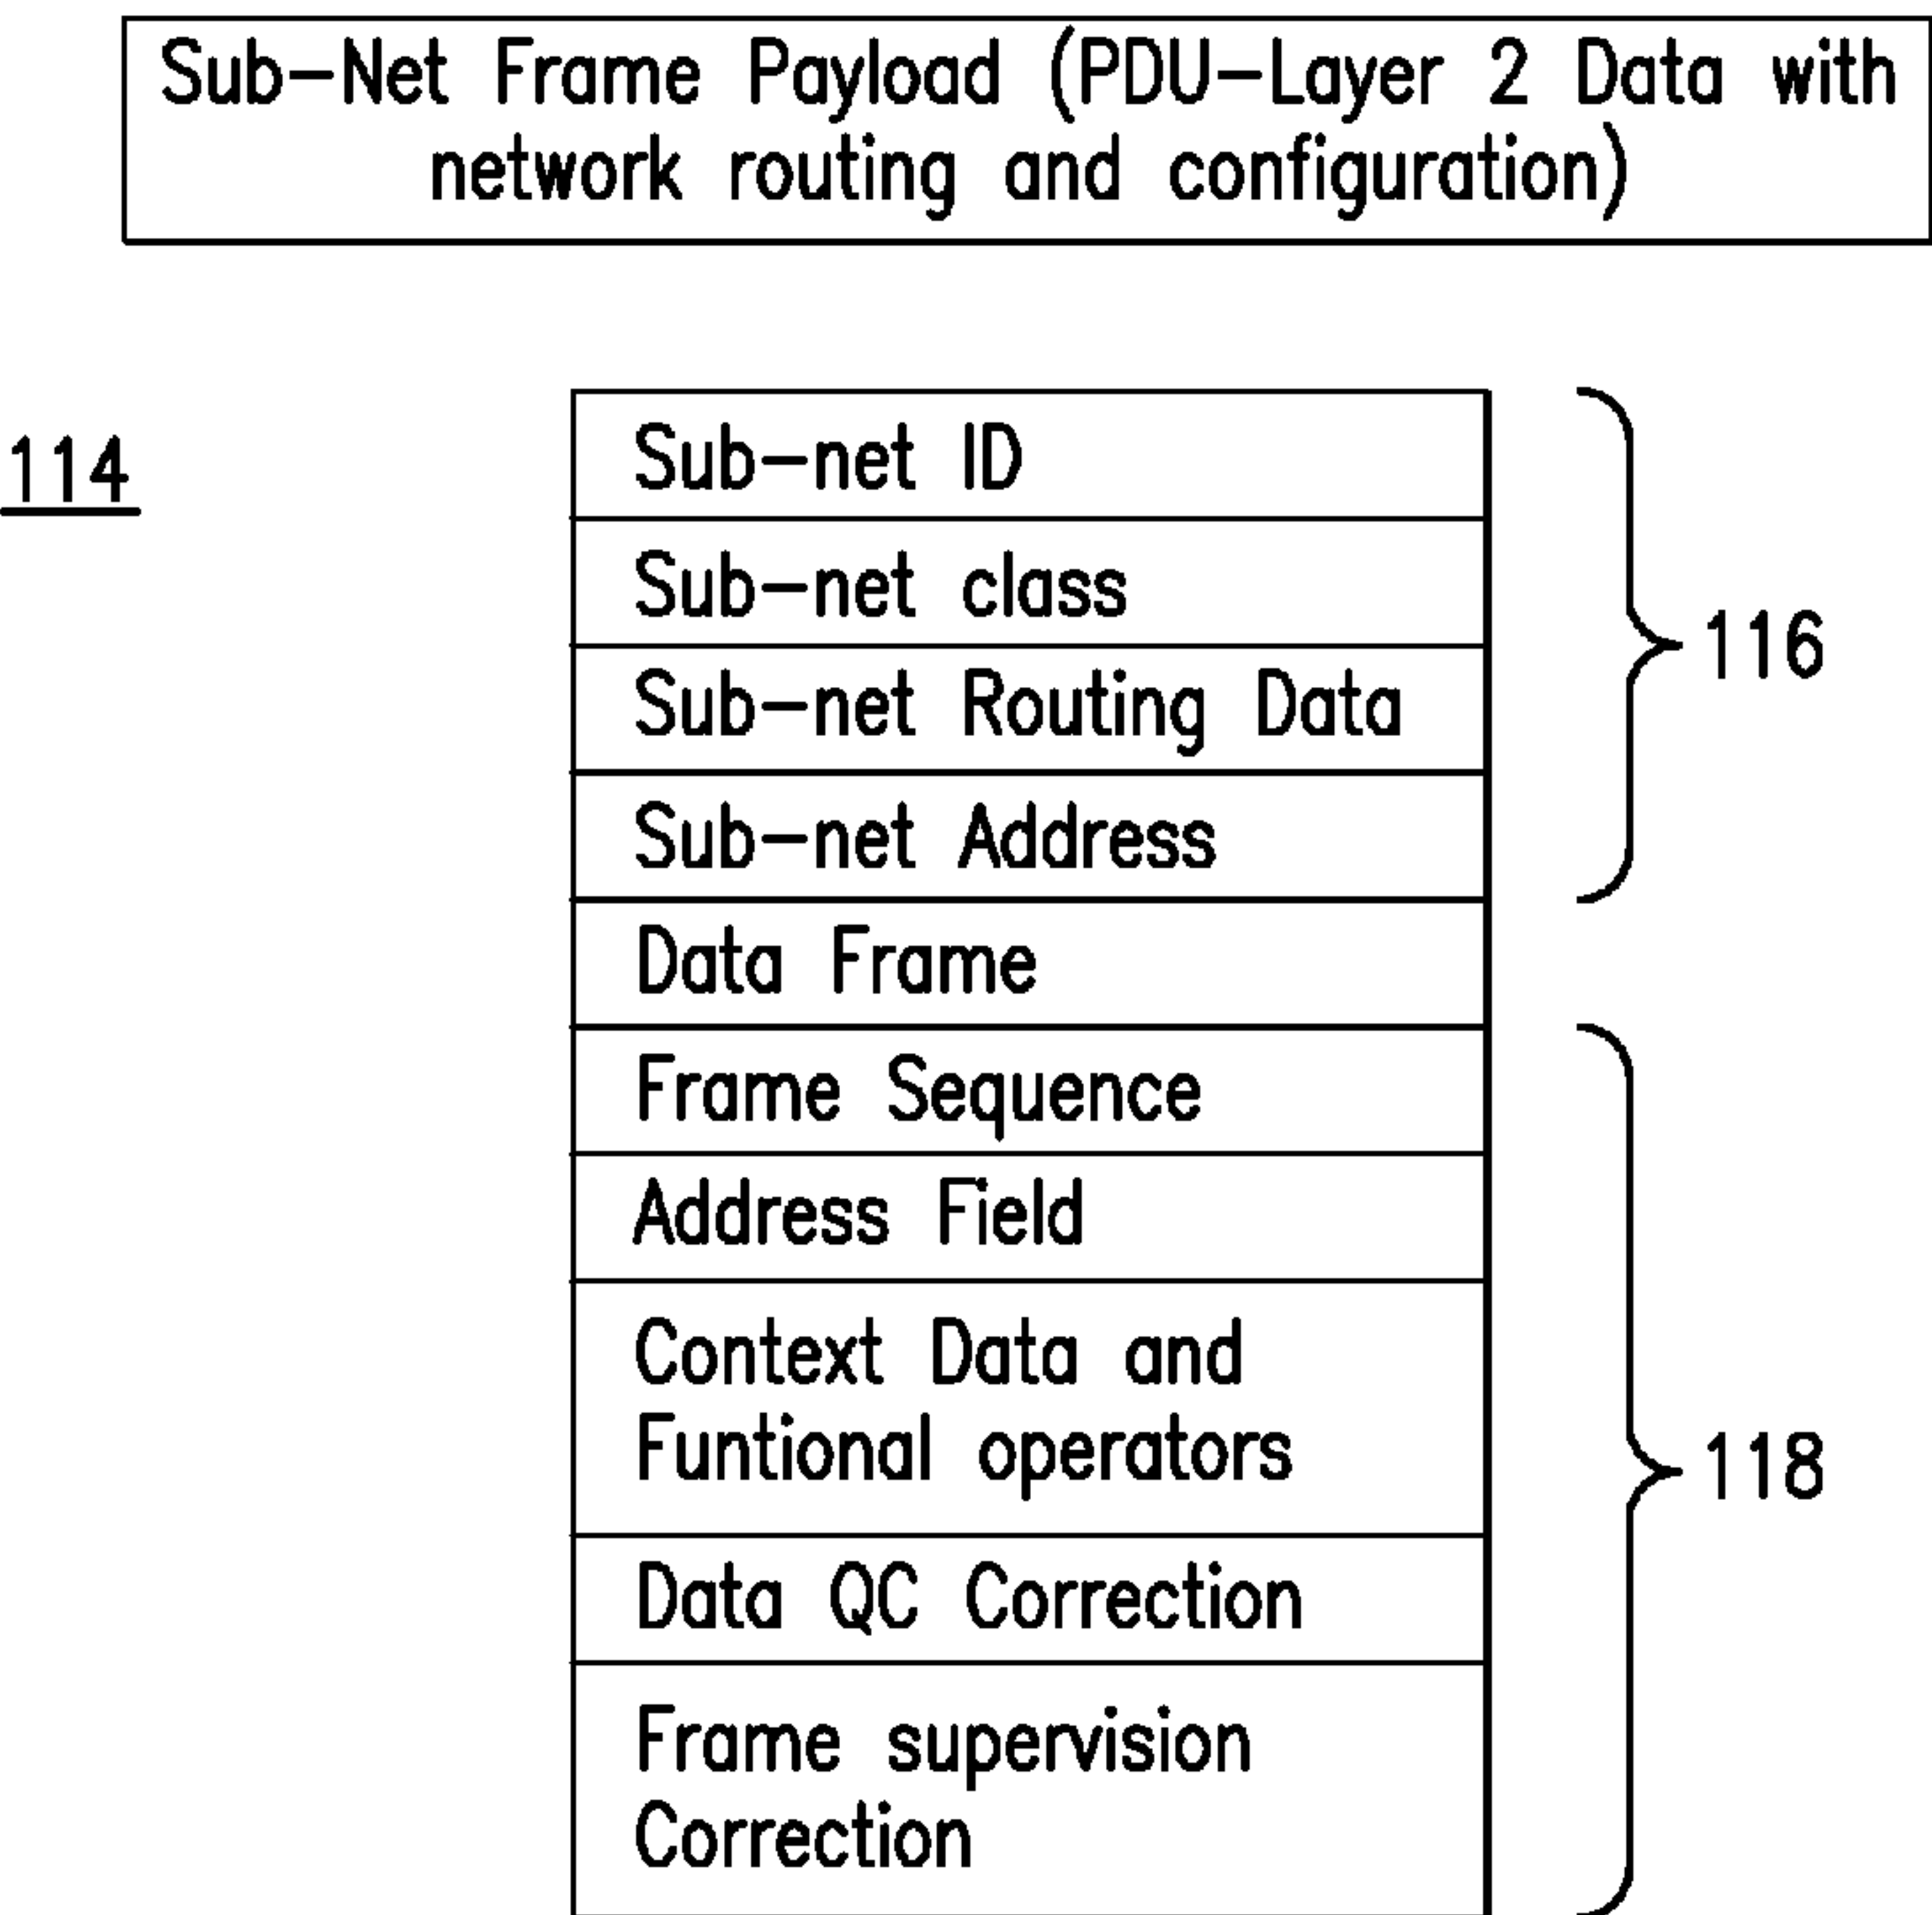 Sub-Net Frame Payload (PDU-Layer 2 Data with
network routing and configuration)
114
Sub-net ID
Sub-net class
Sub-net Routing Data
Sub-net Address
116
Data Frame
Frame Sequence
Address Field
Context Data and
Funtional operators
Data QC Correction
Frame supervision
Correction
118